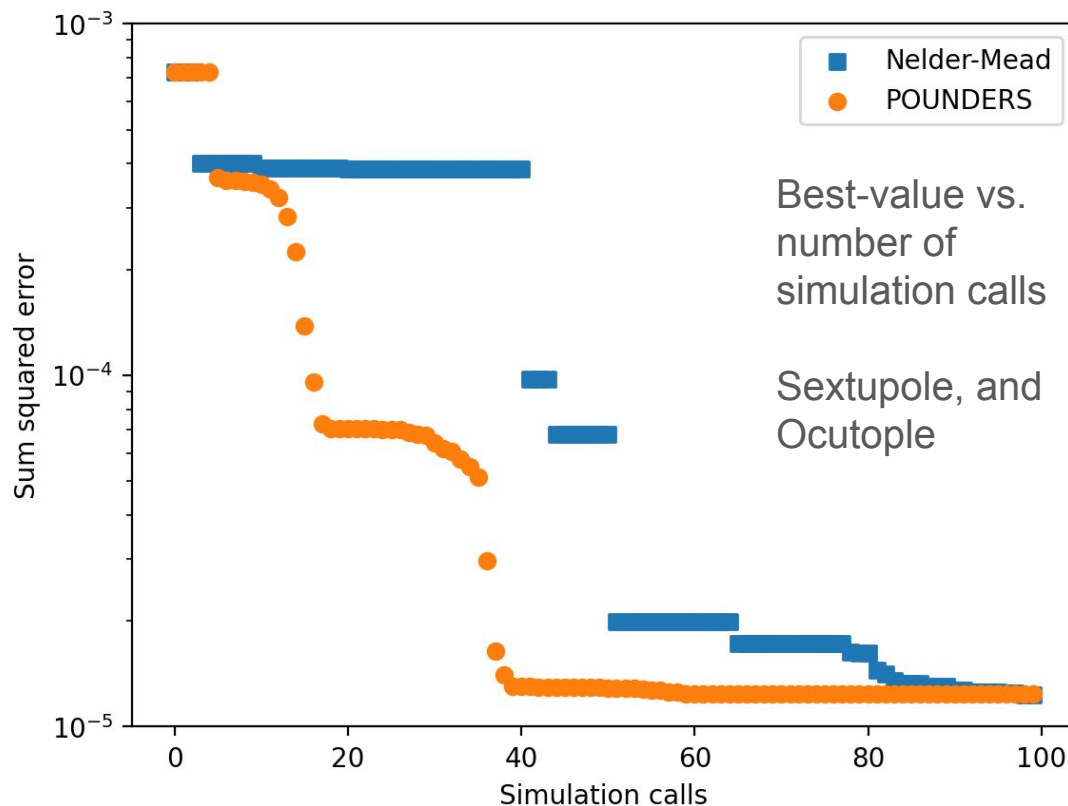 10⁻³
Nelder-Mead
POUNDERS
Best-value vs.
number of
simulation calls
10⁻⁴
Sextupole, and
Ocutople
Sum squared error
10⁻⁵
0 20 40 60 80 100
Simulation calls